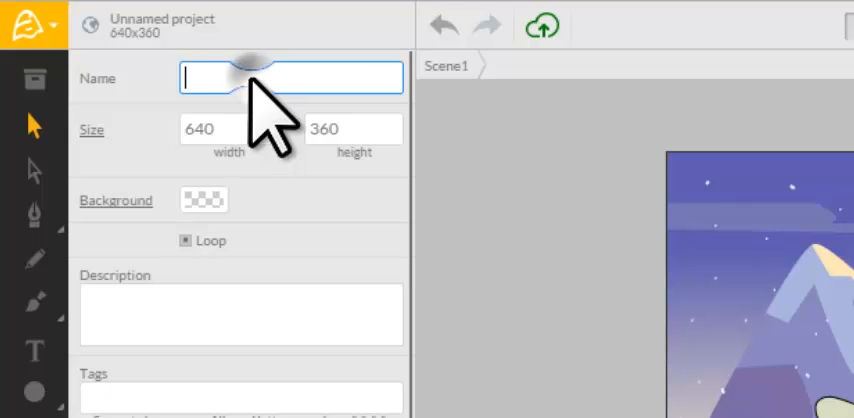 Unnamed project
640x360
Scene1
Name
Size
640
360
width
height
Background
Loop
Description
Tags
T